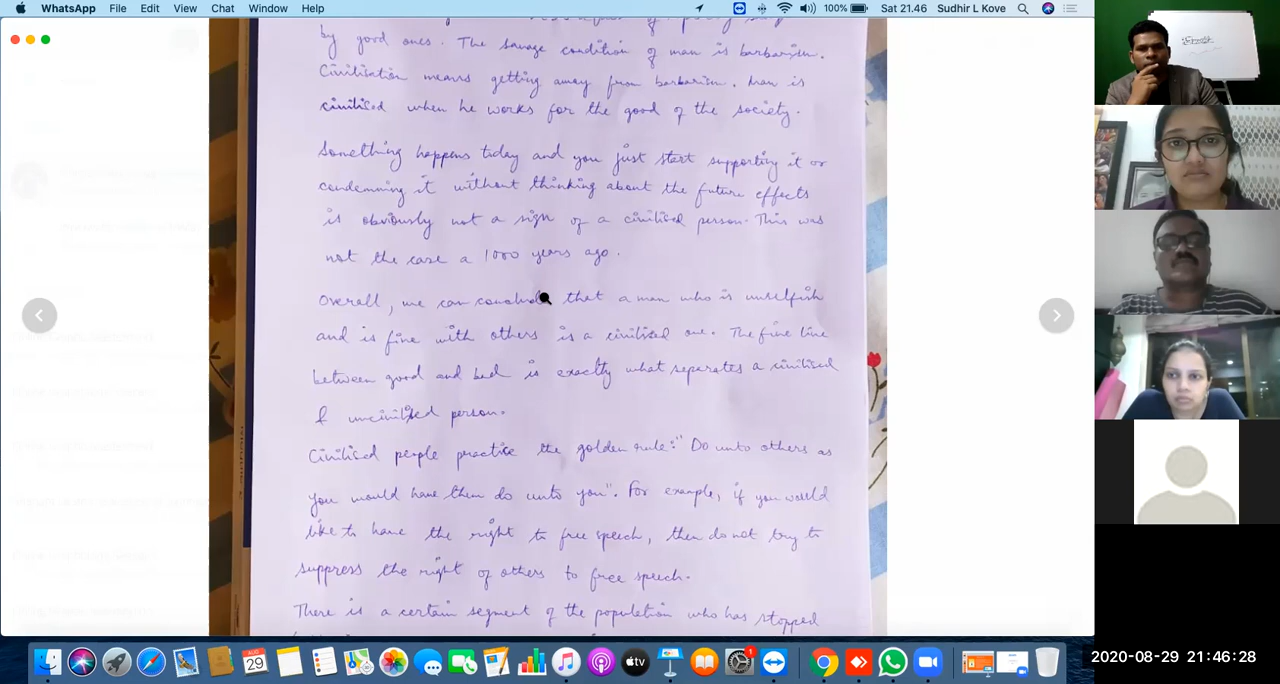 WhatsApp File Edit View Chat Window Help 100% Sat 21.46 Sudhir L Kove
by good ones. The savage condition of man is barbarism.
Civilisation means getting away from barbarism. Man is
civilised when he works for the good of the society.
Something happens today and you just start supporting it or
condemning it without thinking about the future effects
is obviously not a sign of a civilised person. This was
not the case a 1000 years ago.
Overall, we can conclude that a man who is unselfish
and is fine with others is a civilised one. The fine line
between good and bad is exactly what separates a civilised
& uncivilised person.
Civilised people practice the golden rule:" Do unto others as
you would have them do unto you". For example, if you would
like to have the right to free speech, then do not try to
suppress the right of others to free speech.
There is a certain segment of the population who has stopped
AUG
29
tv
1
2020-08-29 21:46:28